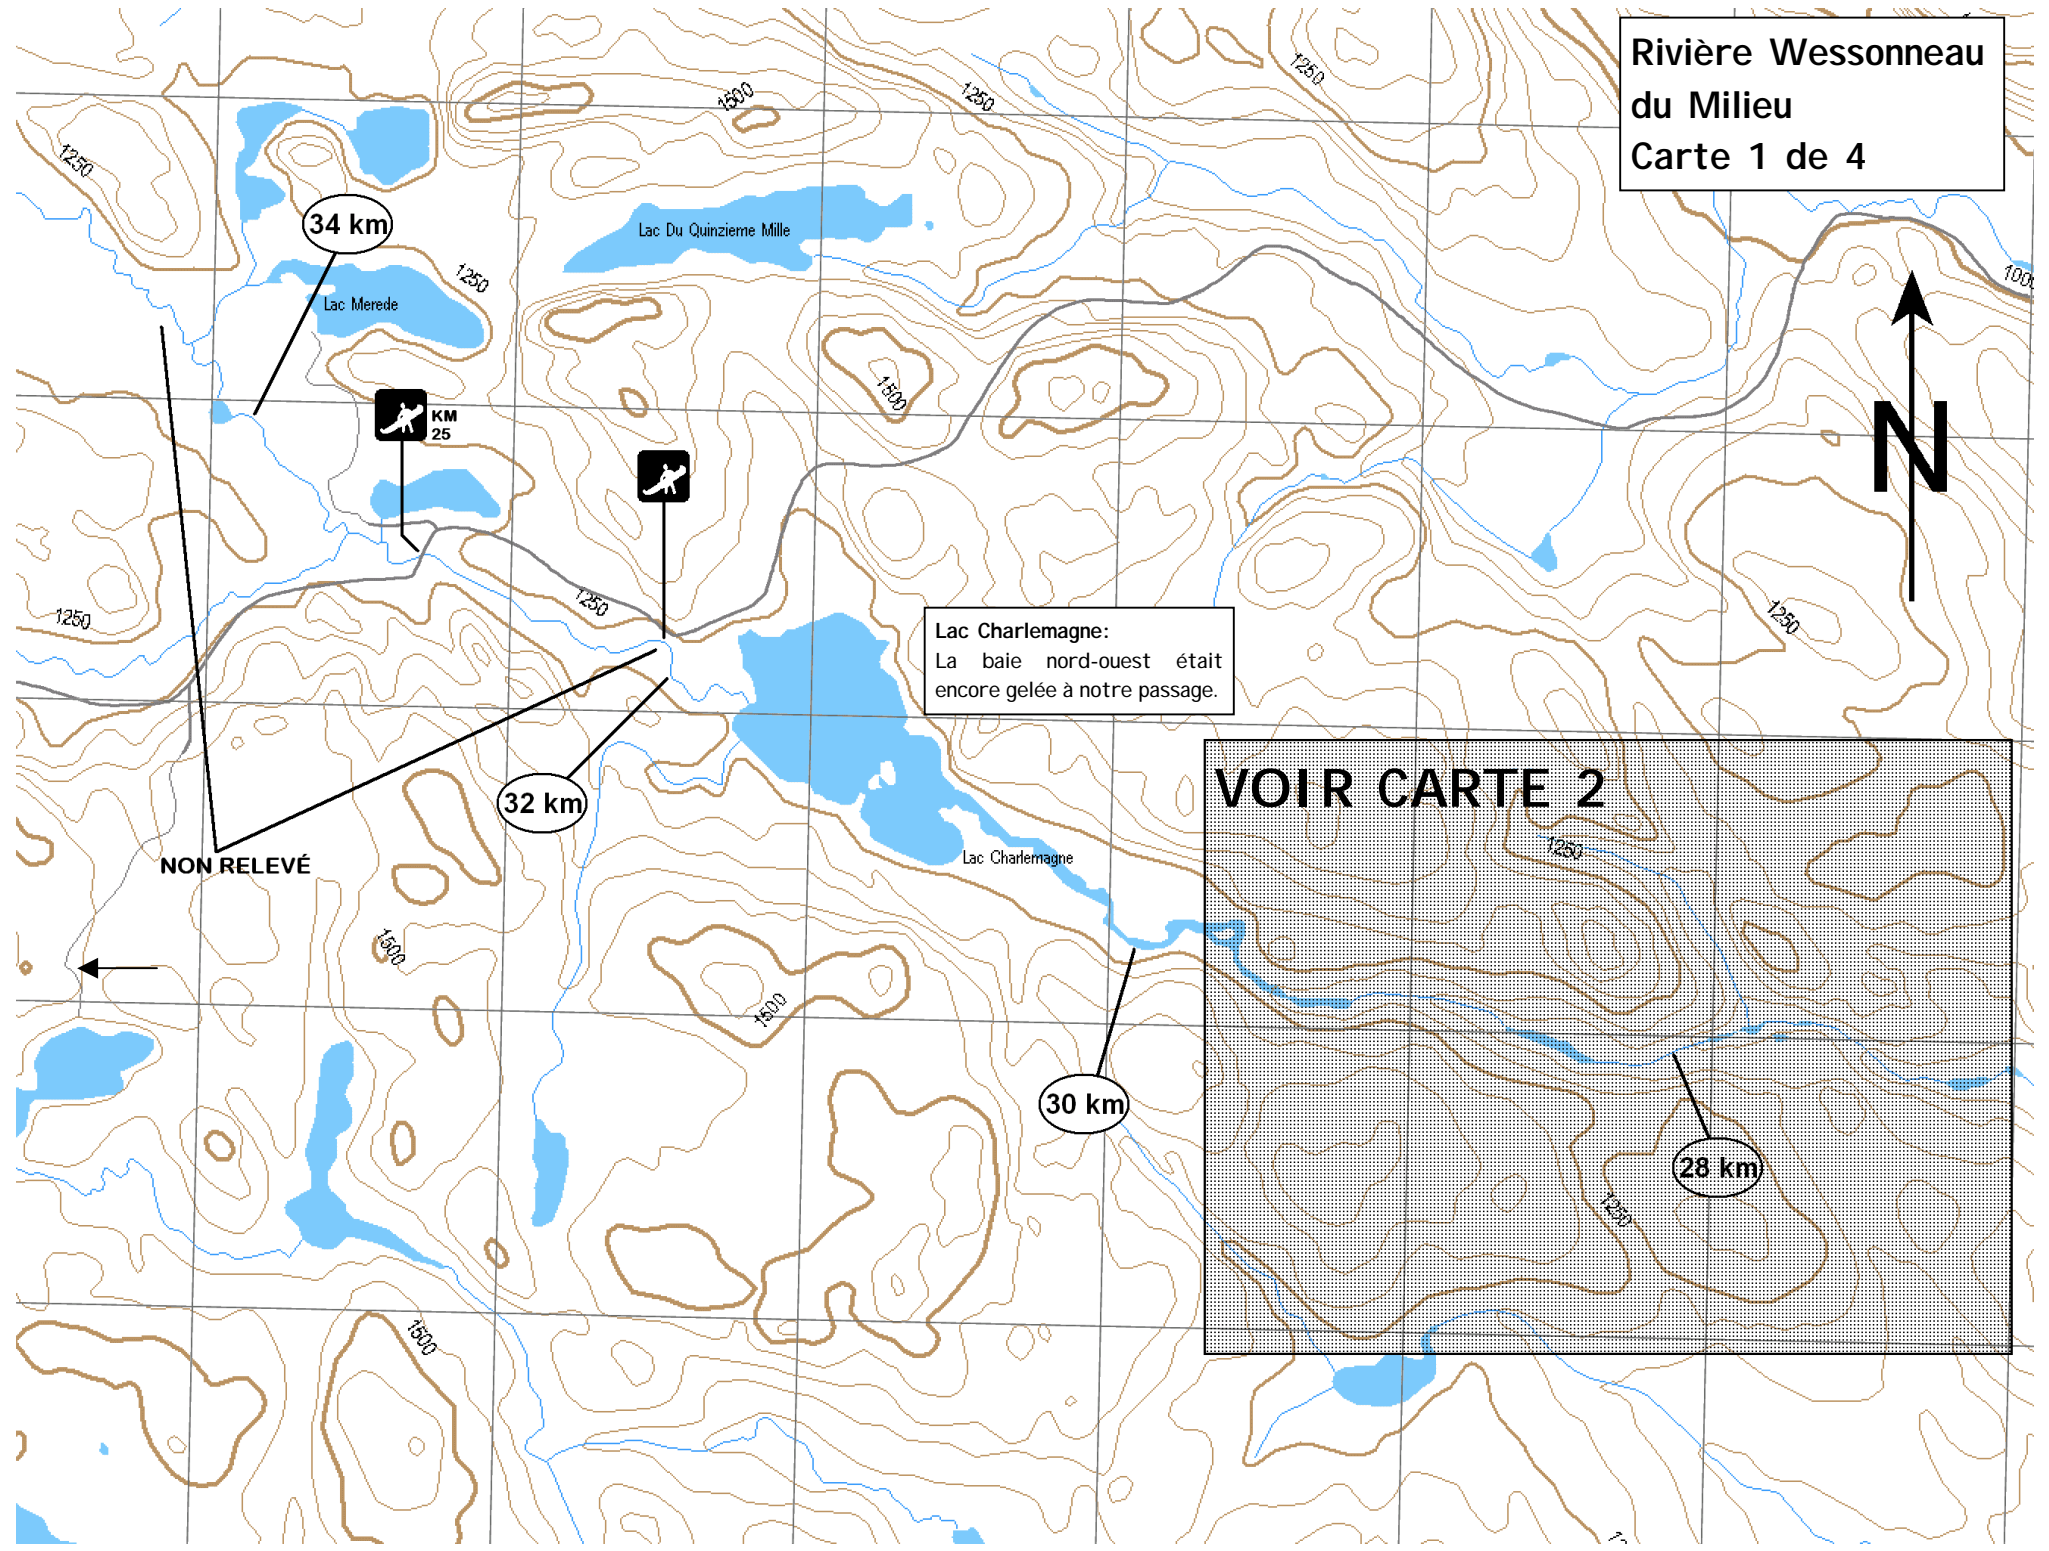 Rivière Wessonneau
du Milieu
Carte 1 de 4
1250
1500
1250
1250
34 km
Lac Du Quinzieme Mille
1250
Lac Merede
1500
KM
25
N
1250
1250
1250
Lac Charlemagne:
La baie nord-ouest était
encore gelée à notre passage.
VOIR CARTE 2
32 km
1250
Lac Charlemagne
NON RELEVÉ
1500
1500
30 km
28 km
1250
1500